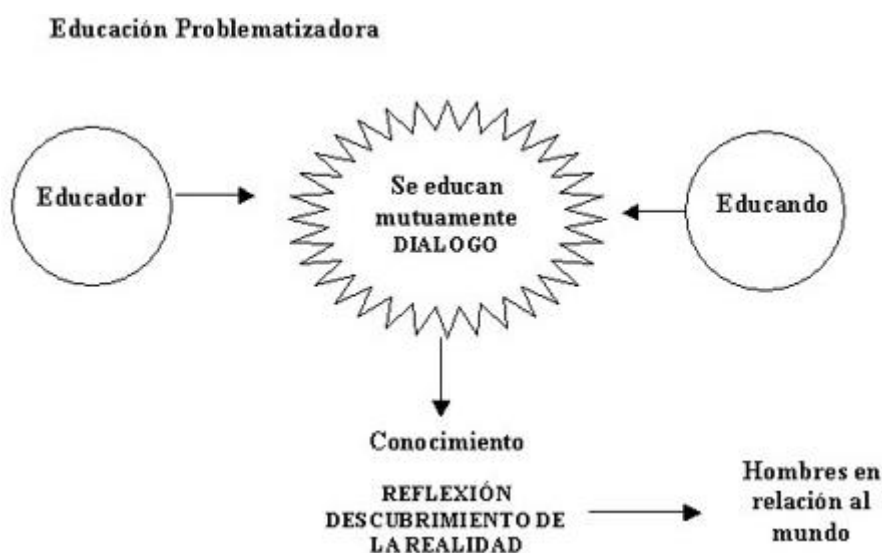 Educación Problematizadora
Educador
Se educan
mutuamente
DIALOGO
Educando
Conocimiento
REFLEXIÓN
DESCUBRIMIENTO DE
LA REALIDAD
Hombres en
relación al
mundo